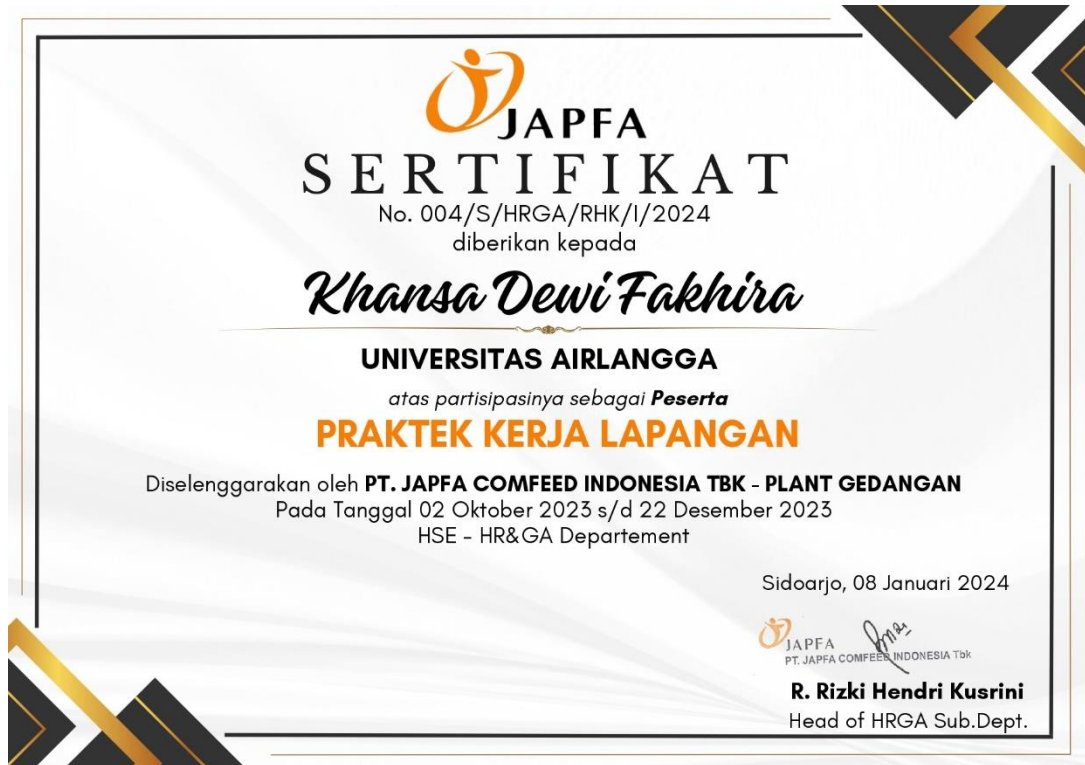 JAPFA
SERTIFIKAT
No. 004/S/HRGA/RHK/I/2024
diberikan kepada
Khansa Dewi Fakhira
UNIVERSITAS AIRLANGGA
atas partisipasinya sebagai Peserta
PRAKTEK KERJA LAPANGAN
Diselenggarakan oleh PT. JAPFA COMFEED INDONESIA TBK - PLANT GEDANGAN
Pada Tanggal 02 Oktober 2023 s/d 22 Desember 2023
HSE - HR&GA Departement
Sidoarjo, 08 Januari 2024
JAPFA
PT. JAPFA COMFEED INDONESIA Tbk
R. Rizki Hendri Kusrini
Head of HRGA Sub.Dept.